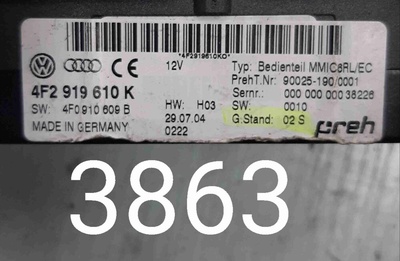 *4F2919610KO*
12V
Typ: Bedienteil MMIC8RL/EC
PrehT.Nr: 90025-190/0001
4F2 919 610 K
Sernr.: 000 000 000 38226
SW: 4F0 910 609 B
HW: H03
SW: 0010
MADE IN GERMANY
29.07.04
G.Stand: 02 S
0222
preh
3863